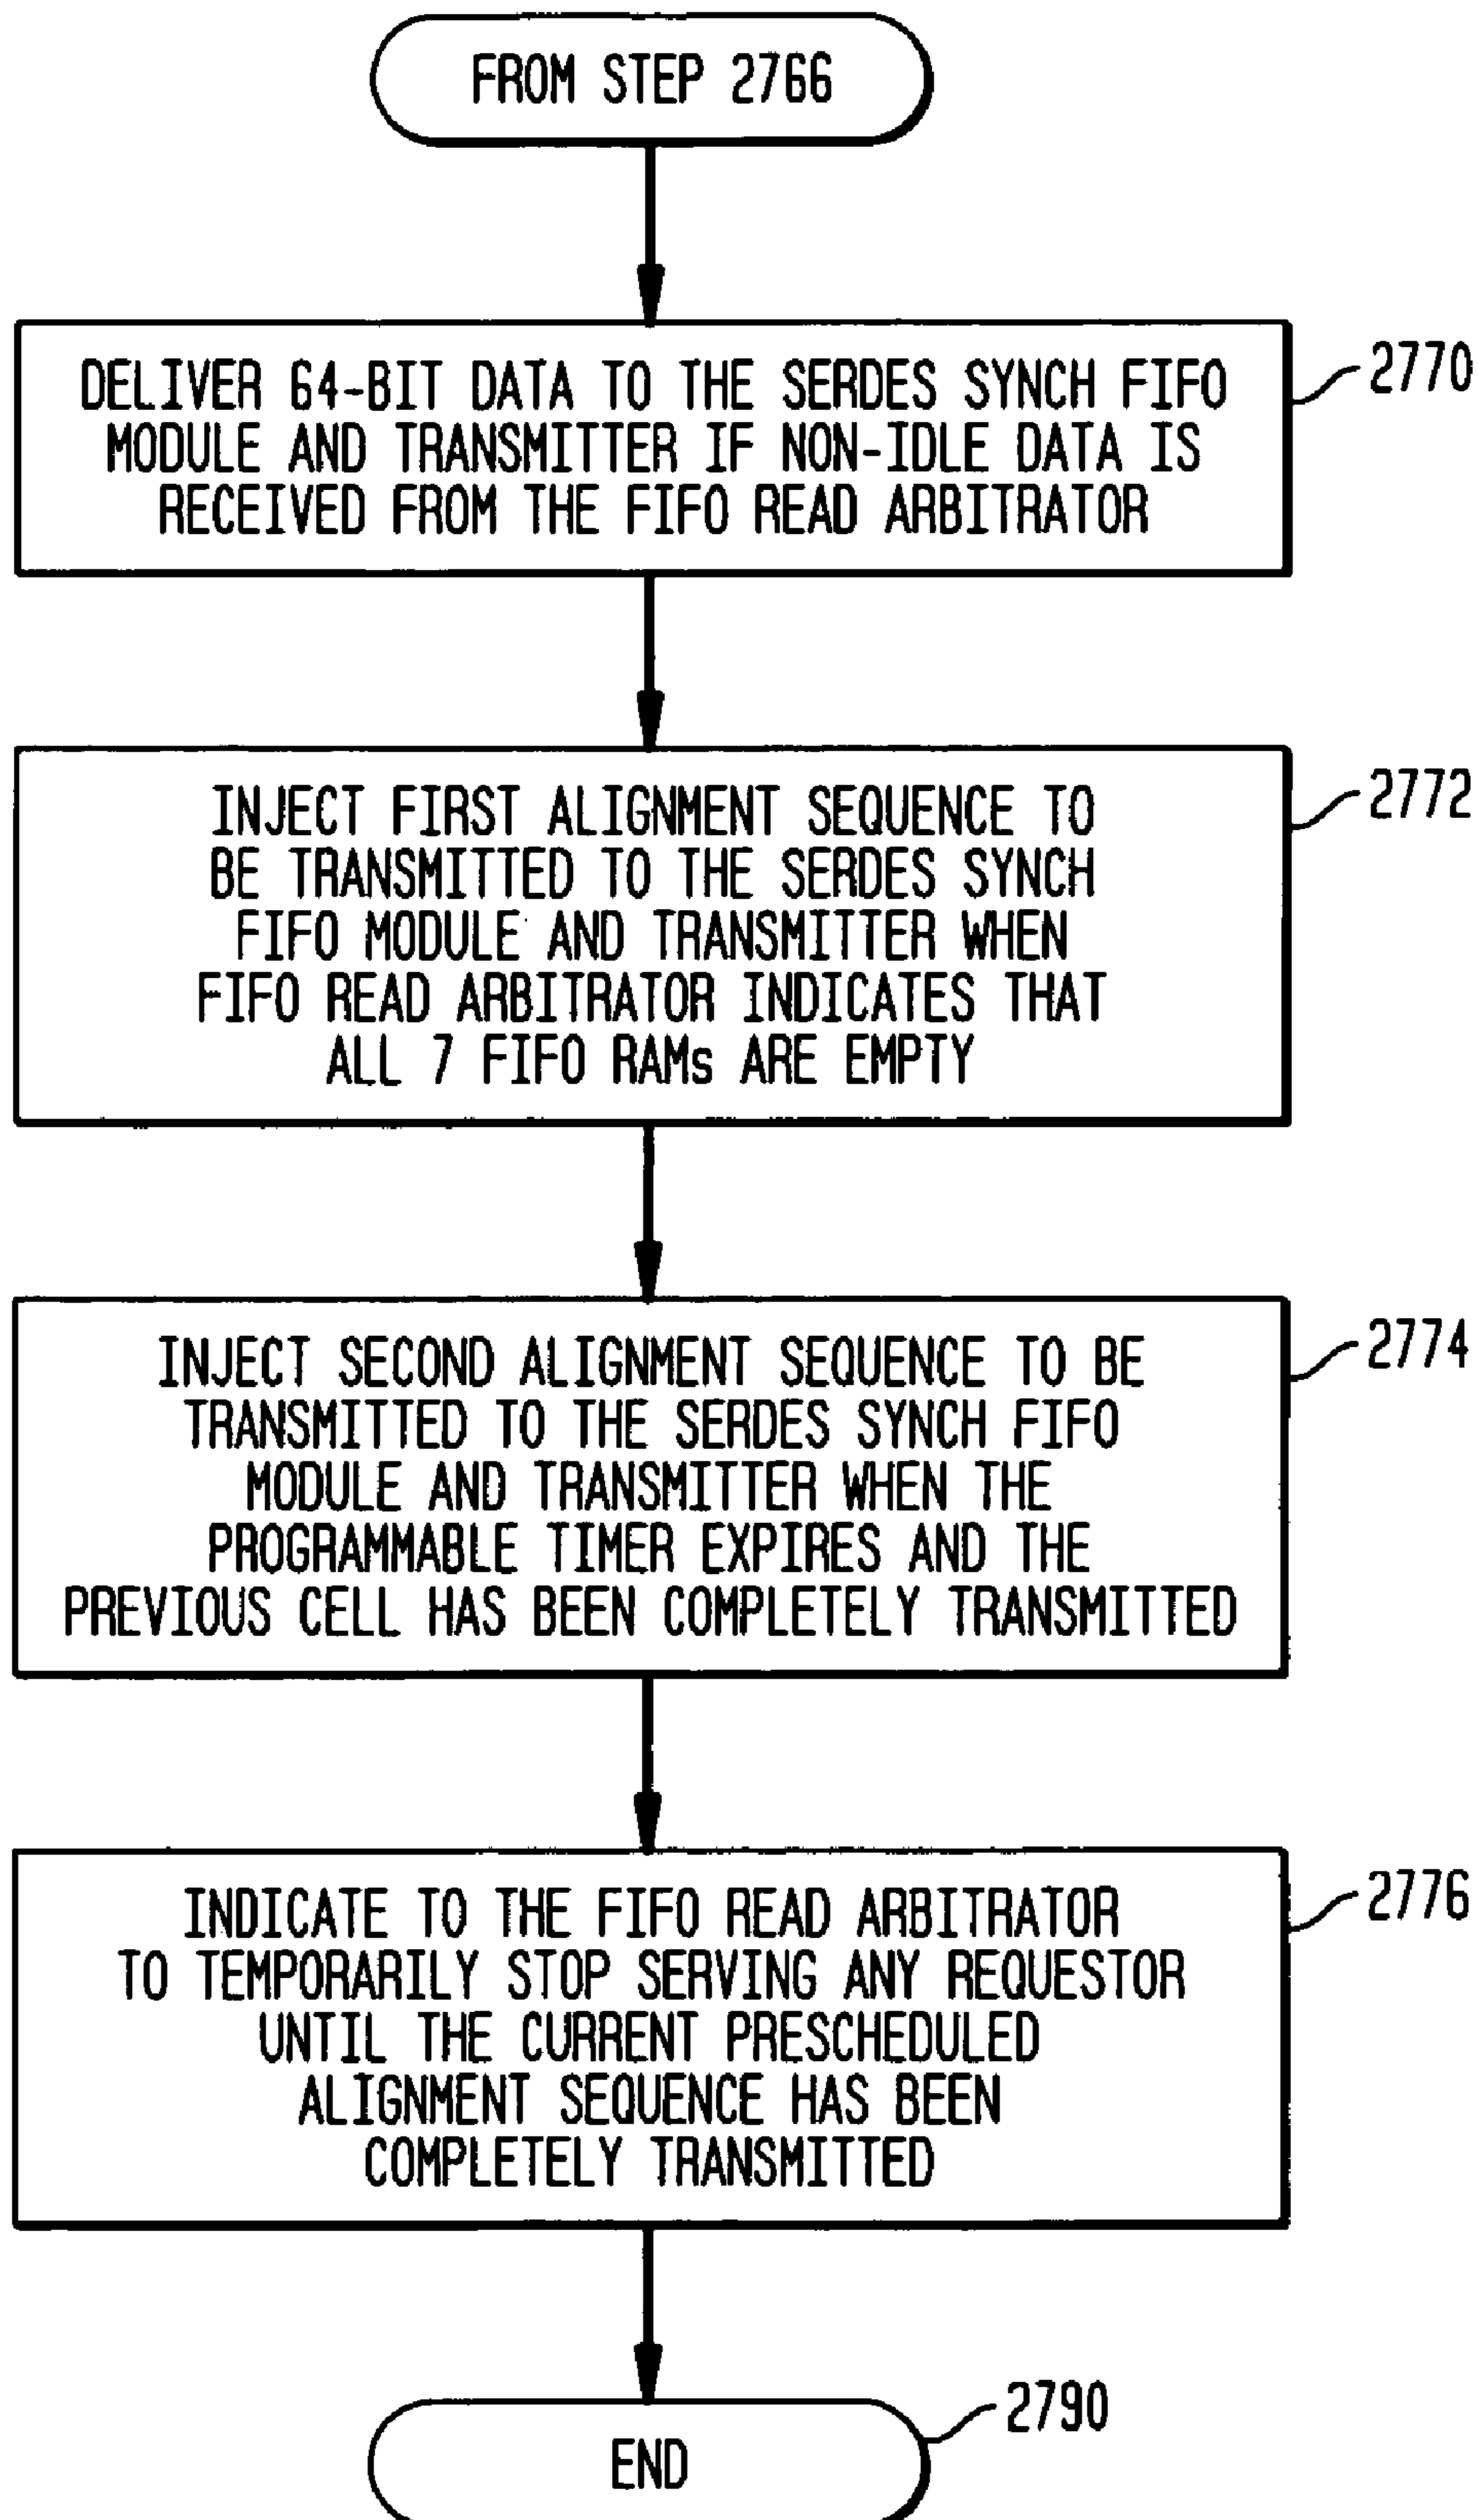 FROM STEP 2766
DELIVER 64-BIT DATA TO THE SERDES SYNCH FIFO
MODULE AND TRANSMITTER IF NON-IDLE DATA IS
RECEIVED FROM THE FIFO READ ARBITRATOR
2770
INJECT FIRST ALIGNMENT SEQUENCE TO
BE TRANSMITTED TO THE SERDES SYNCH
FIFO MODULE AND TRANSMITTER WHEN
FIFO READ ARBITRATOR INDICATES THAT
ALL 7 FIFO RAMs ARE EMPTY
2772
INJECT SECOND ALIGNMENT SEQUENCE TO BE
TRANSMITTED TO THE SERDES SYNCH FIFO
MODULE AND TRANSMITTER WHEN THE
PROGRAMMABLE TIMER EXPIRES AND THE
PREVIOUS CELL HAS BEEN COMPLETELY TRANSMITTED
2774
INDICATE TO THE FIFO READ ARBITRATOR
TO TEMPORARILY STOP SERVING ANY REQUESTOR
UNTIL THE CURRENT PRESCHEDULED
ALIGNMENT SEQUENCE HAS BEEN
COMPLETELY TRANSMITTED
2776
END
2790